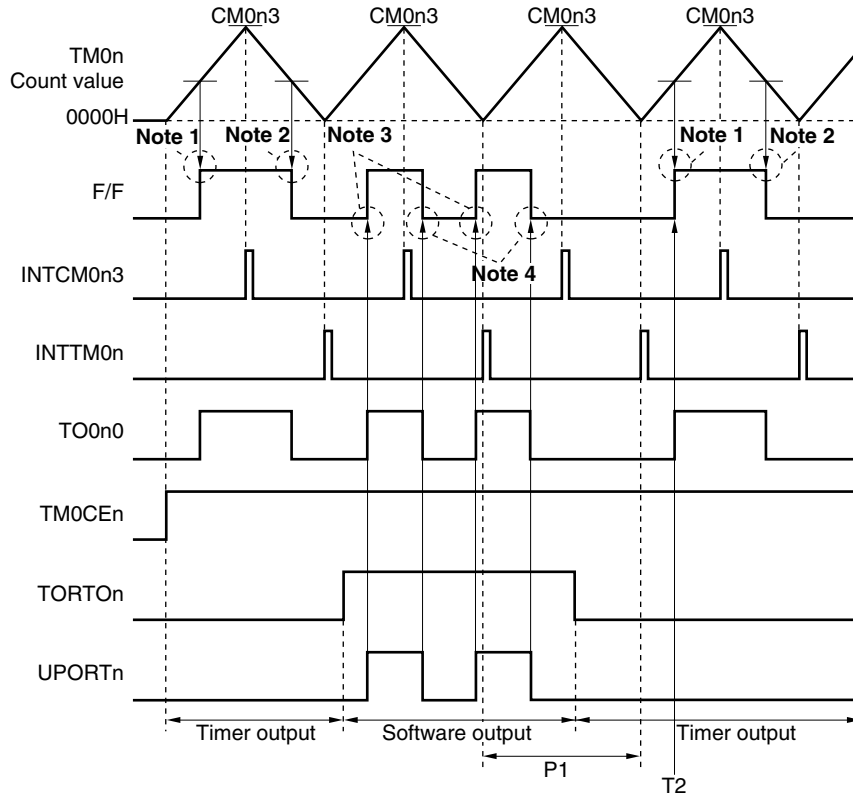 CM0n3 CM0n3 CM0n3 CM0n3
TM0n
Count value
0000H
Note 1 Note 2 Note 3 Note 1 Note 2
F/F
Note 4
INTCM0n3
INTTM0n
TO0n0
TM0CEn
TORTOn
UPORTn
Timer output Software output Timer output
P1
T2